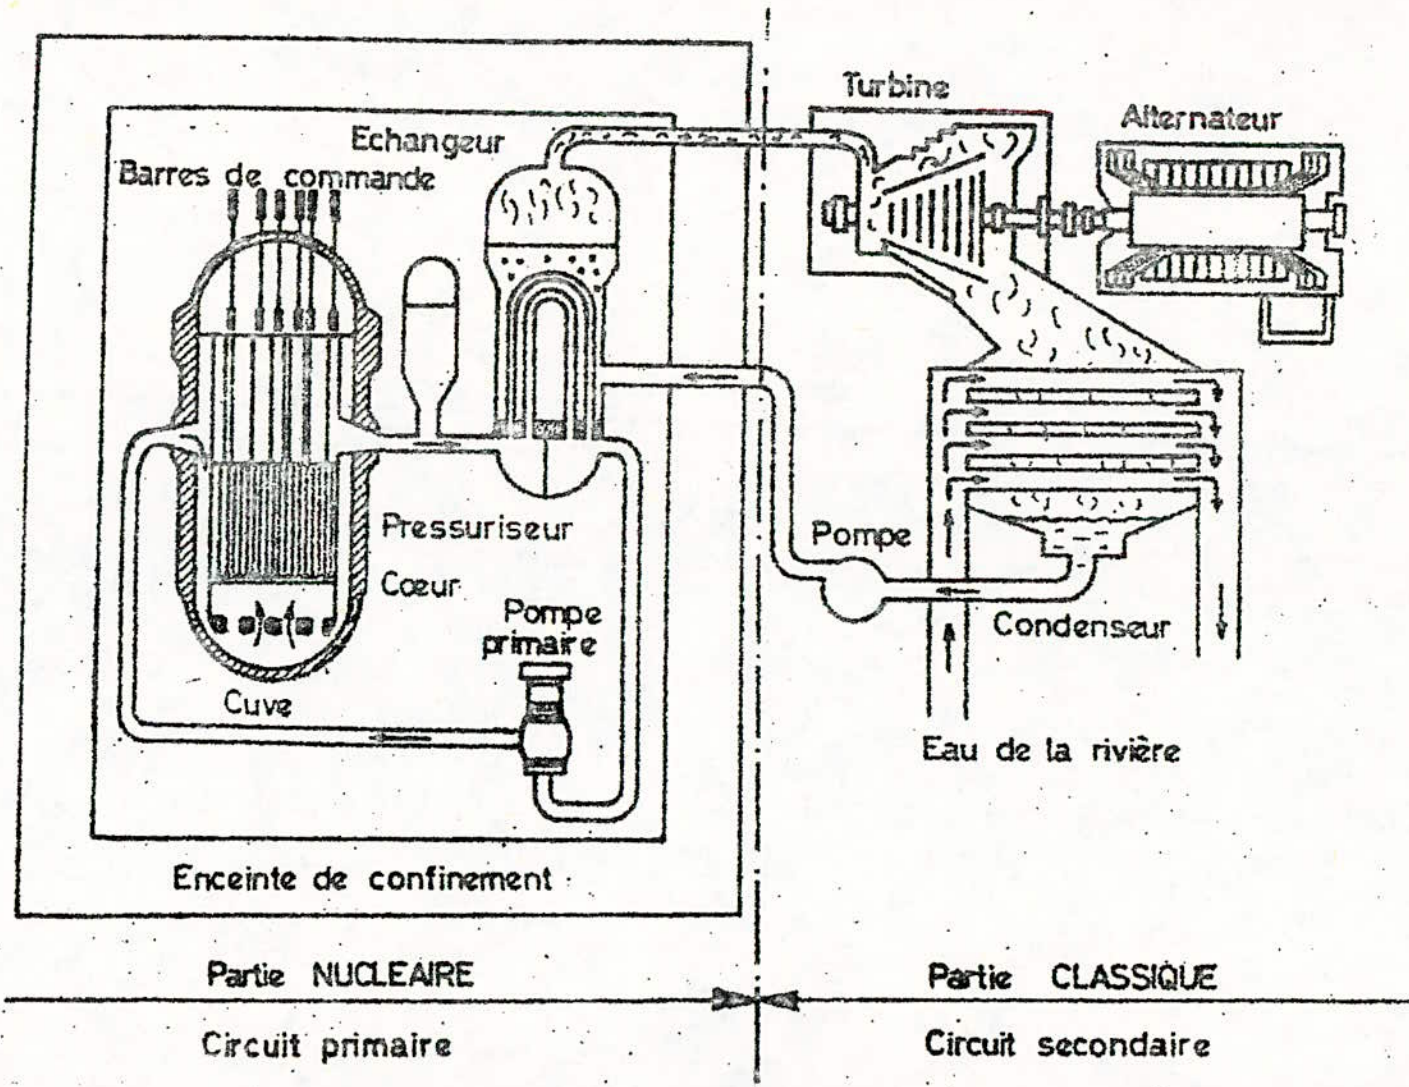 Turbine
Alternateur
Echangeur
Barres de commande
Pressuriseur
Cœur
Pompe
primaire
Cuve
Pompe
Condenseur
Eau de la rivière
Enceinte de confinement
Partie NUCLEAIRE
Partie CLASSIQUE
Circuit primaire
Circuit secondaire